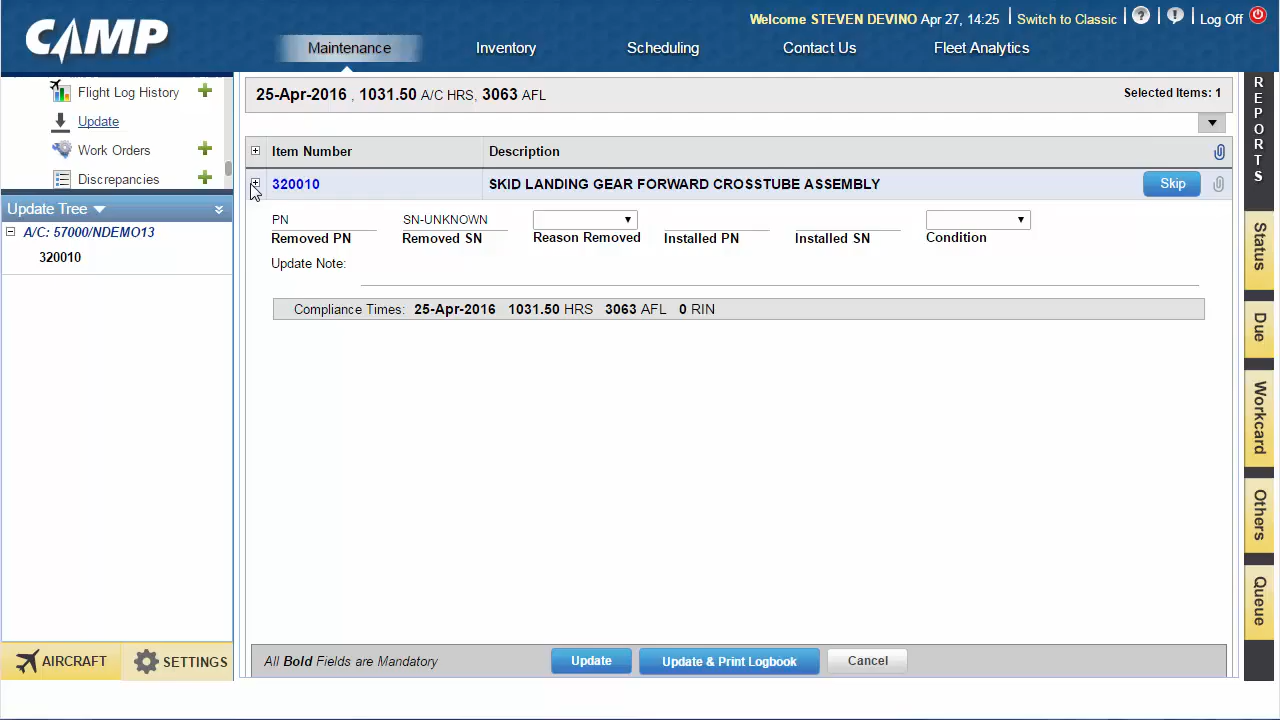 CAMP
Welcome STEVEN DEVINO Apr 27, 14:25 Switch to Classic ? ! Log Off
Maintenance Inventory Scheduling Contact Us Fleet Analytics
Flight Log History
Update
Work Orders
Discrepancies
Update Tree
A/C: 57000/NDEMO13
320010
25-Apr-2016 , 1031.50 A/C HRS, 3063 AFL
Selected Items: 1
Item Number Description
320010 SKID LANDING GEAR FORWARD CROSSTUBE ASSEMBLY Skip
PN SN-UNKNOWN
Removed PN Removed SN Reason Removed Installed PN Installed SN Condition
Update Note:
Compliance Times: 25-Apr-2016 1031.50 HRS 3063 AFL 0 RIN
All Bold Fields are Mandatory Update Update & Print Logbook Cancel
AIRCRAFT SETTINGS
REPORTS
Status
Due
Workcard
Others
Queue